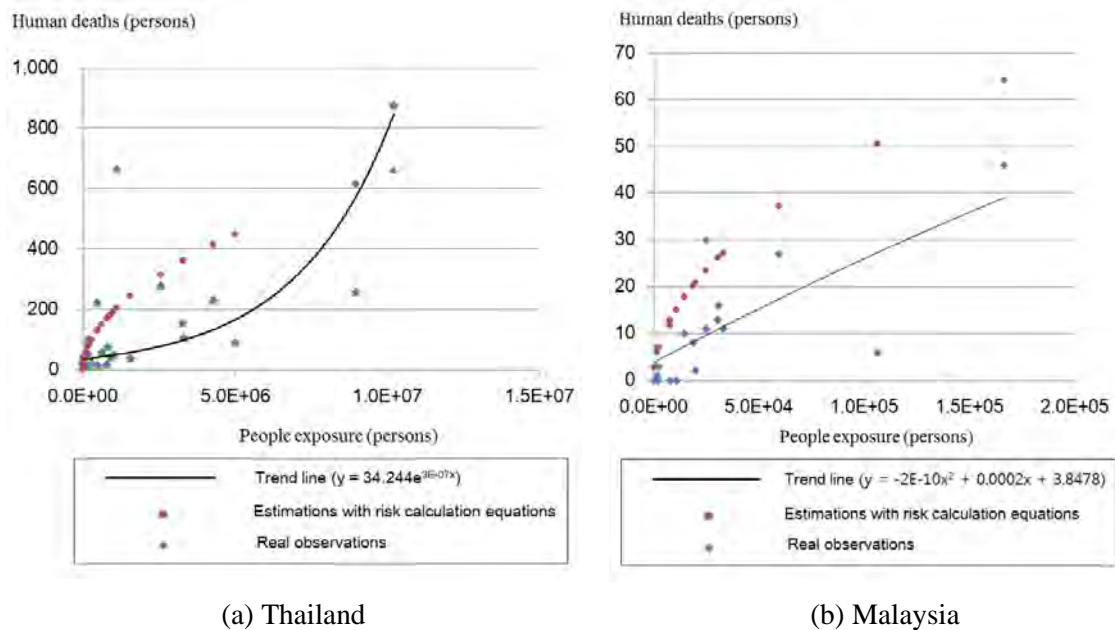 Human deaths (persons)
1,000
800
600
400
200
0
0.0E+00
5.0E+06
1.0E+07
1.5E+07
People exposure (persons)
Trend line (y = 34.244e^3E-07x)
Estimations with risk calculation equations
Real observations
(a) Thailand
Human deaths (persons)
70
60
50
40
30
20
10
0
0.0E+00
5.0E+04
1.0E+05
1.5E+05
2.0E+05
People exposure (persons)
Trend line (y = -2E-10x² + 0.0002x + 3.8478)
Estimations with risk calculation equations
Real observations
(b) Malaysia